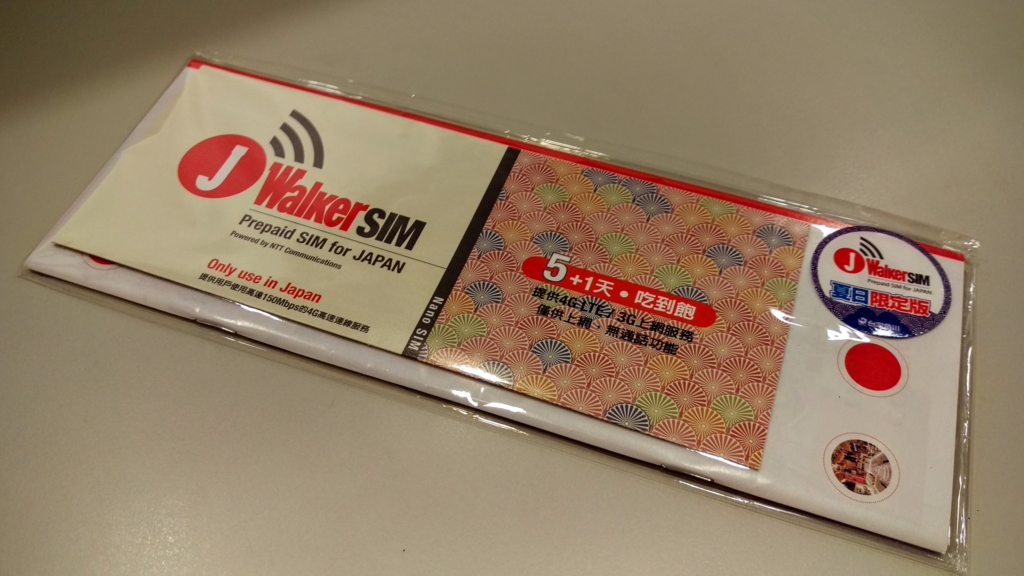 J
WalkerSIM
Prepaid SIM for JAPAN
Powered by NTT Communications
Only use in Japan
提供用戶使用高達150Mbps的4G高速連線服務
Nano SIM
5+1天•吃到飽
提供4G LTE/ 3G上網服務
僅供上網、無通話功能
J
WalkerSIM
Prepaid SIM for JAPAN
夏日限定版